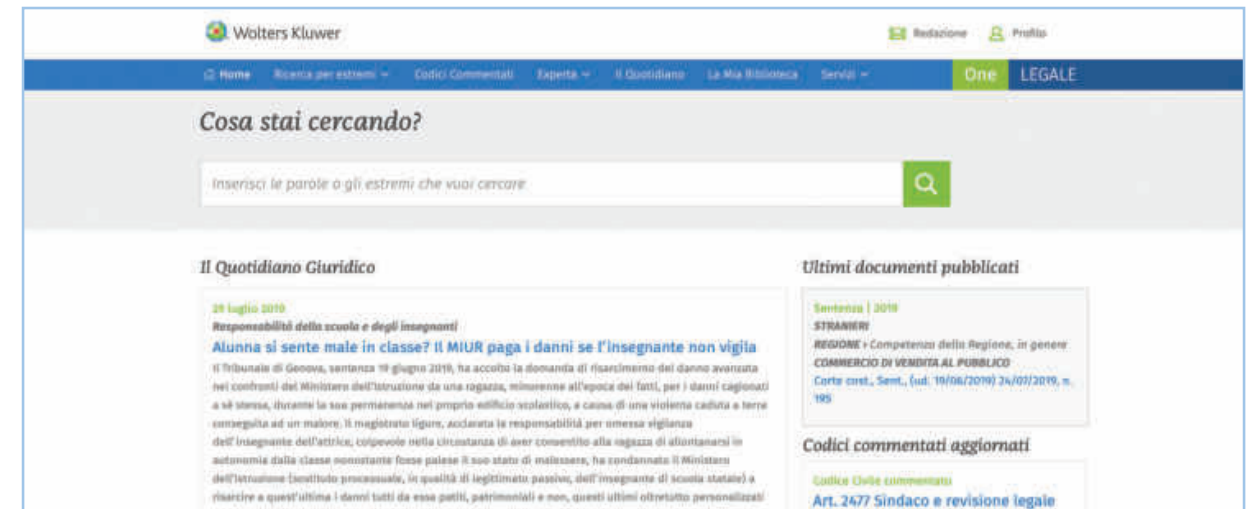 Wolters Kluwer
Redazione
Profilo
Home
Ricerca per estremi
Codici Commentati
Experta
Il Quotidiano
La Mia Biblioteca
Servizi
One LEGALE
Cosa stai cercando?
Inserisci le parole o gli estremi che vuoi cercare
Il Quotidiano Giuridico
29 luglio 2019
Responsabilità della scuola e degli insegnanti
Alunna si sente male in classe? Il MIUR paga i danni se l'insegnante non vigila
Il Tribunale di Genova, sentenza 19 giugno 2019, ha accolto la domanda di risarcimento del danno avanzata
nei confronti del Ministero dell'Istruzione da una ragazza, minorenne all'epoca dei fatti, per i danni cagionati
a sè stessa, durante la sua permanenza nel proprio edificio scolastico, a causa di una violenta caduta a terra
conseguita ad un malore. Il magistrato ligure, acclarata la responsabilità per omessa vigilanza
dell'insegnante dell'attrice, colpevole nella circostanza di aver consentito alla ragazza di allontanarsi in
autonomia dalla classe nonostante fosse palese il suo stato di malessere, ha condannato il Ministero
dell'Istruzione (sostituto processuale, in qualità di legittimato passivo, dell'insegnante di scuola statale) a
risarcire a quest'ultima i danni tutti da essa patiti, patrimoniali e non, questi ultimi oltretutto personalizzati
Ultimi documenti pubblicati
Sentenza | 2019
STRANIERI
REGIONE › Competenza della Regione, in genere
COMMERCIO DI VENDITA AL PUBBLICO
Corte cost., Sent., (ud. 19/06/2019) 24/07/2019, n.
195
Codici commentati aggiornati
Codice Civile commentato
Art. 2477 Sindaco e revisione legale